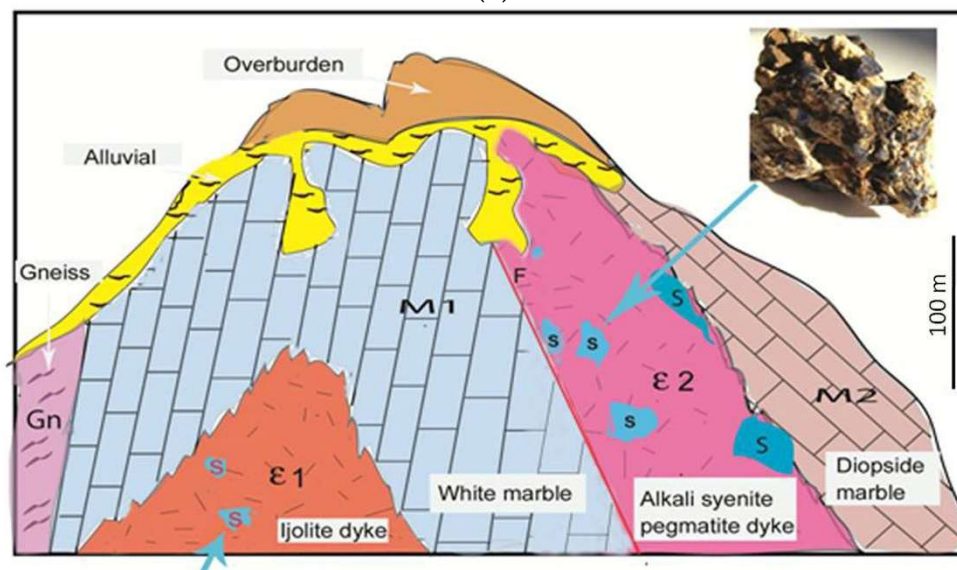 Overburden
Alluvial
Gneiss
Gn
M1
F
S
S
S
S
S
S
S
ε1
ε2
M2
100 m
Ijolite dyke
White marble
Alkali syenite
pegmatite dyke
Diopside
marble